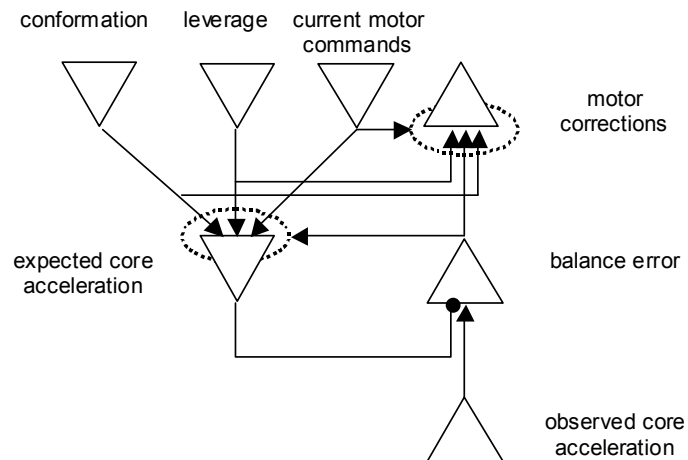 conformation
leverage
current motor
commands
motor
corrections
expected core
acceleration
balance error
observed core
acceleration